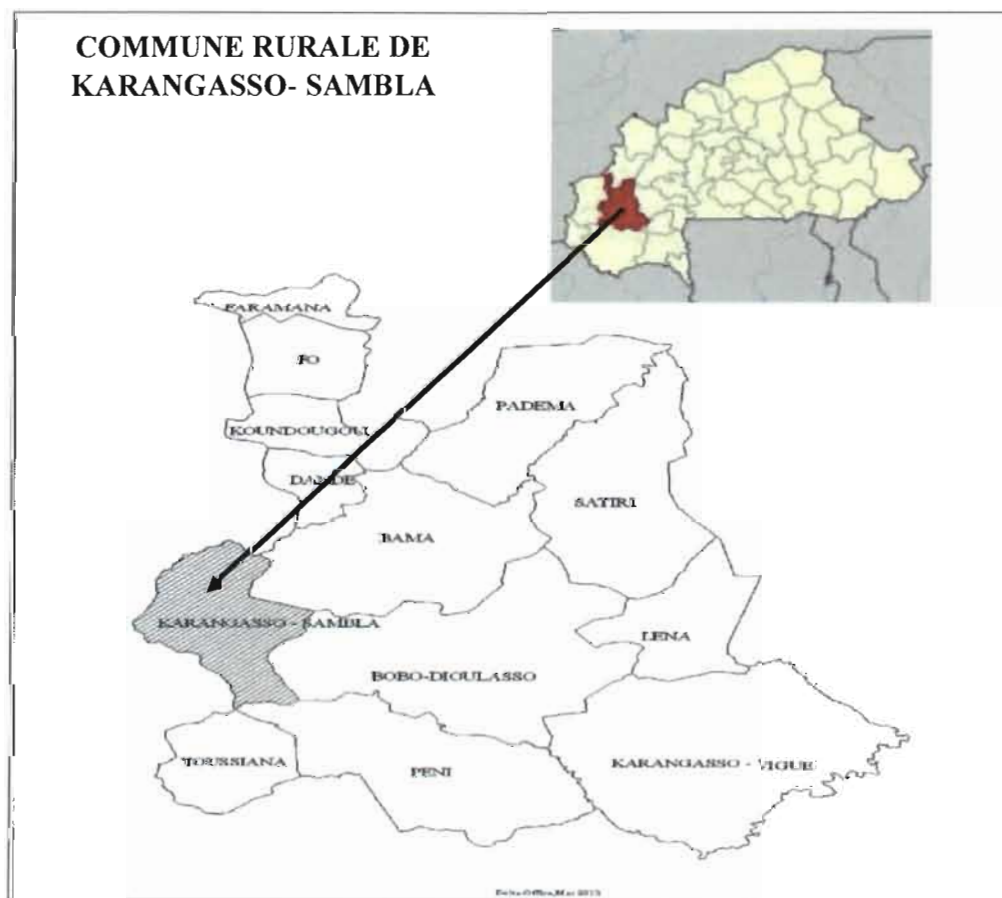 COMMUNE RURALE DE
KARANGASSO- SAMBLA
FARAMANA
FO
KOUNDOUGOU
PADEMA
DANDE
SATIRI
BAMA
KARANGASSO - SAMBLA
LENA
BOBO-DIOULASSO
TOUSSIANA
PENI
KARANGASSO - VIGUE